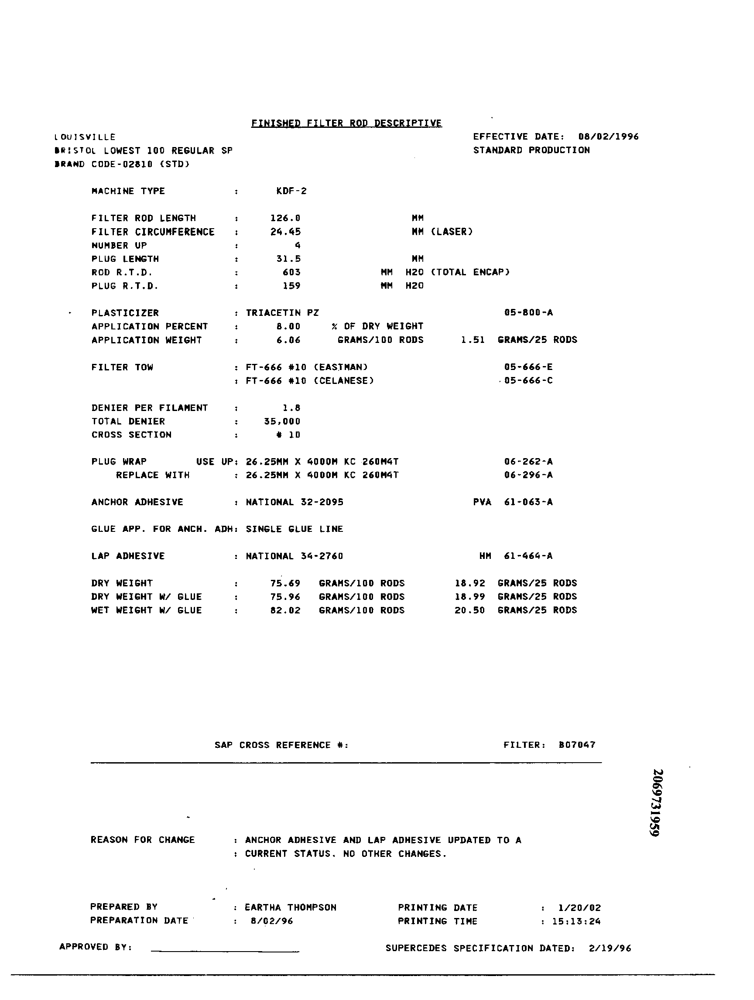 FINISHED FILTER ROD DESCRIPTIVE
LOUISVILLE EFFECTIVE DATE: 08/02/1996
BRISTOL LOWEST 100 REGULAR SP STANDARD PRODUCTION
BRAND CODE-02810 (STD)
MACHINE TYPE : KDF-2
FILTER ROD LENGTH : 126.0 MM
FILTER CIRCUMFERENCE : 24.45 MM (LASER)
NUMBER UP : 4
PLUG LENGTH : 31.5 MM
ROD R.T.D. : 603 MM H2O (TOTAL ENCAP)
PLUG R.T.D. : 159 MM H2O
PLASTICIZER : TRIACETIN PZ 05-800-A
APPLICATION PERCENT : 8.00 % OF DRY WEIGHT
APPLICATION WEIGHT : 6.06 GRAMS/100 RODS 1.51 GRAMS/25 RODS
FILTER TOW : FT-666 #10 (EASTMAN) 05-666-E
: FT-666 #10 (CELANESE) 05-666-C
DENIER PER FILAMENT : 1.8
TOTAL DENIER : 35,000
CROSS SECTION : # 10
PLUG WRAP USE UP: 26.25MM X 4000M KC 260M4T 06-262-A
REPLACE WITH : 26.25MM X 4000M KC 260M4T 06-296-A
ANCHOR ADHESIVE : NATIONAL 32-2095 PVA 61-063-A
GLUE APP. FOR ANCH. ADH: SINGLE GLUE LINE
LAP ADHESIVE : NATIONAL 34-2760 HM 61-464-A
DRY WEIGHT : 75.69 GRAMS/100 RODS 18.92 GRAMS/25 RODS
DRY WEIGHT W/ GLUE : 75.96 GRAMS/100 RODS 18.99 GRAMS/25 RODS
WET WEIGHT W/ GLUE : 82.02 GRAMS/100 RODS 20.50 GRAMS/25 RODS
SAP CROSS REFERENCE #: FILTER: B07047
2069731959
REASON FOR CHANGE : ANCHOR ADHESIVE AND LAP ADHESIVE UPDATED TO A
: CURRENT STATUS. NO OTHER CHANGES.
PREPARED BY : EARTHA THOMPSON PRINTING DATE : 1/20/02
PREPARATION DATE : 8/02/96 PRINTING TIME : 15:13:24
APPROVED BY: SUPERCEDES SPECIFICATION DATED: 2/19/96